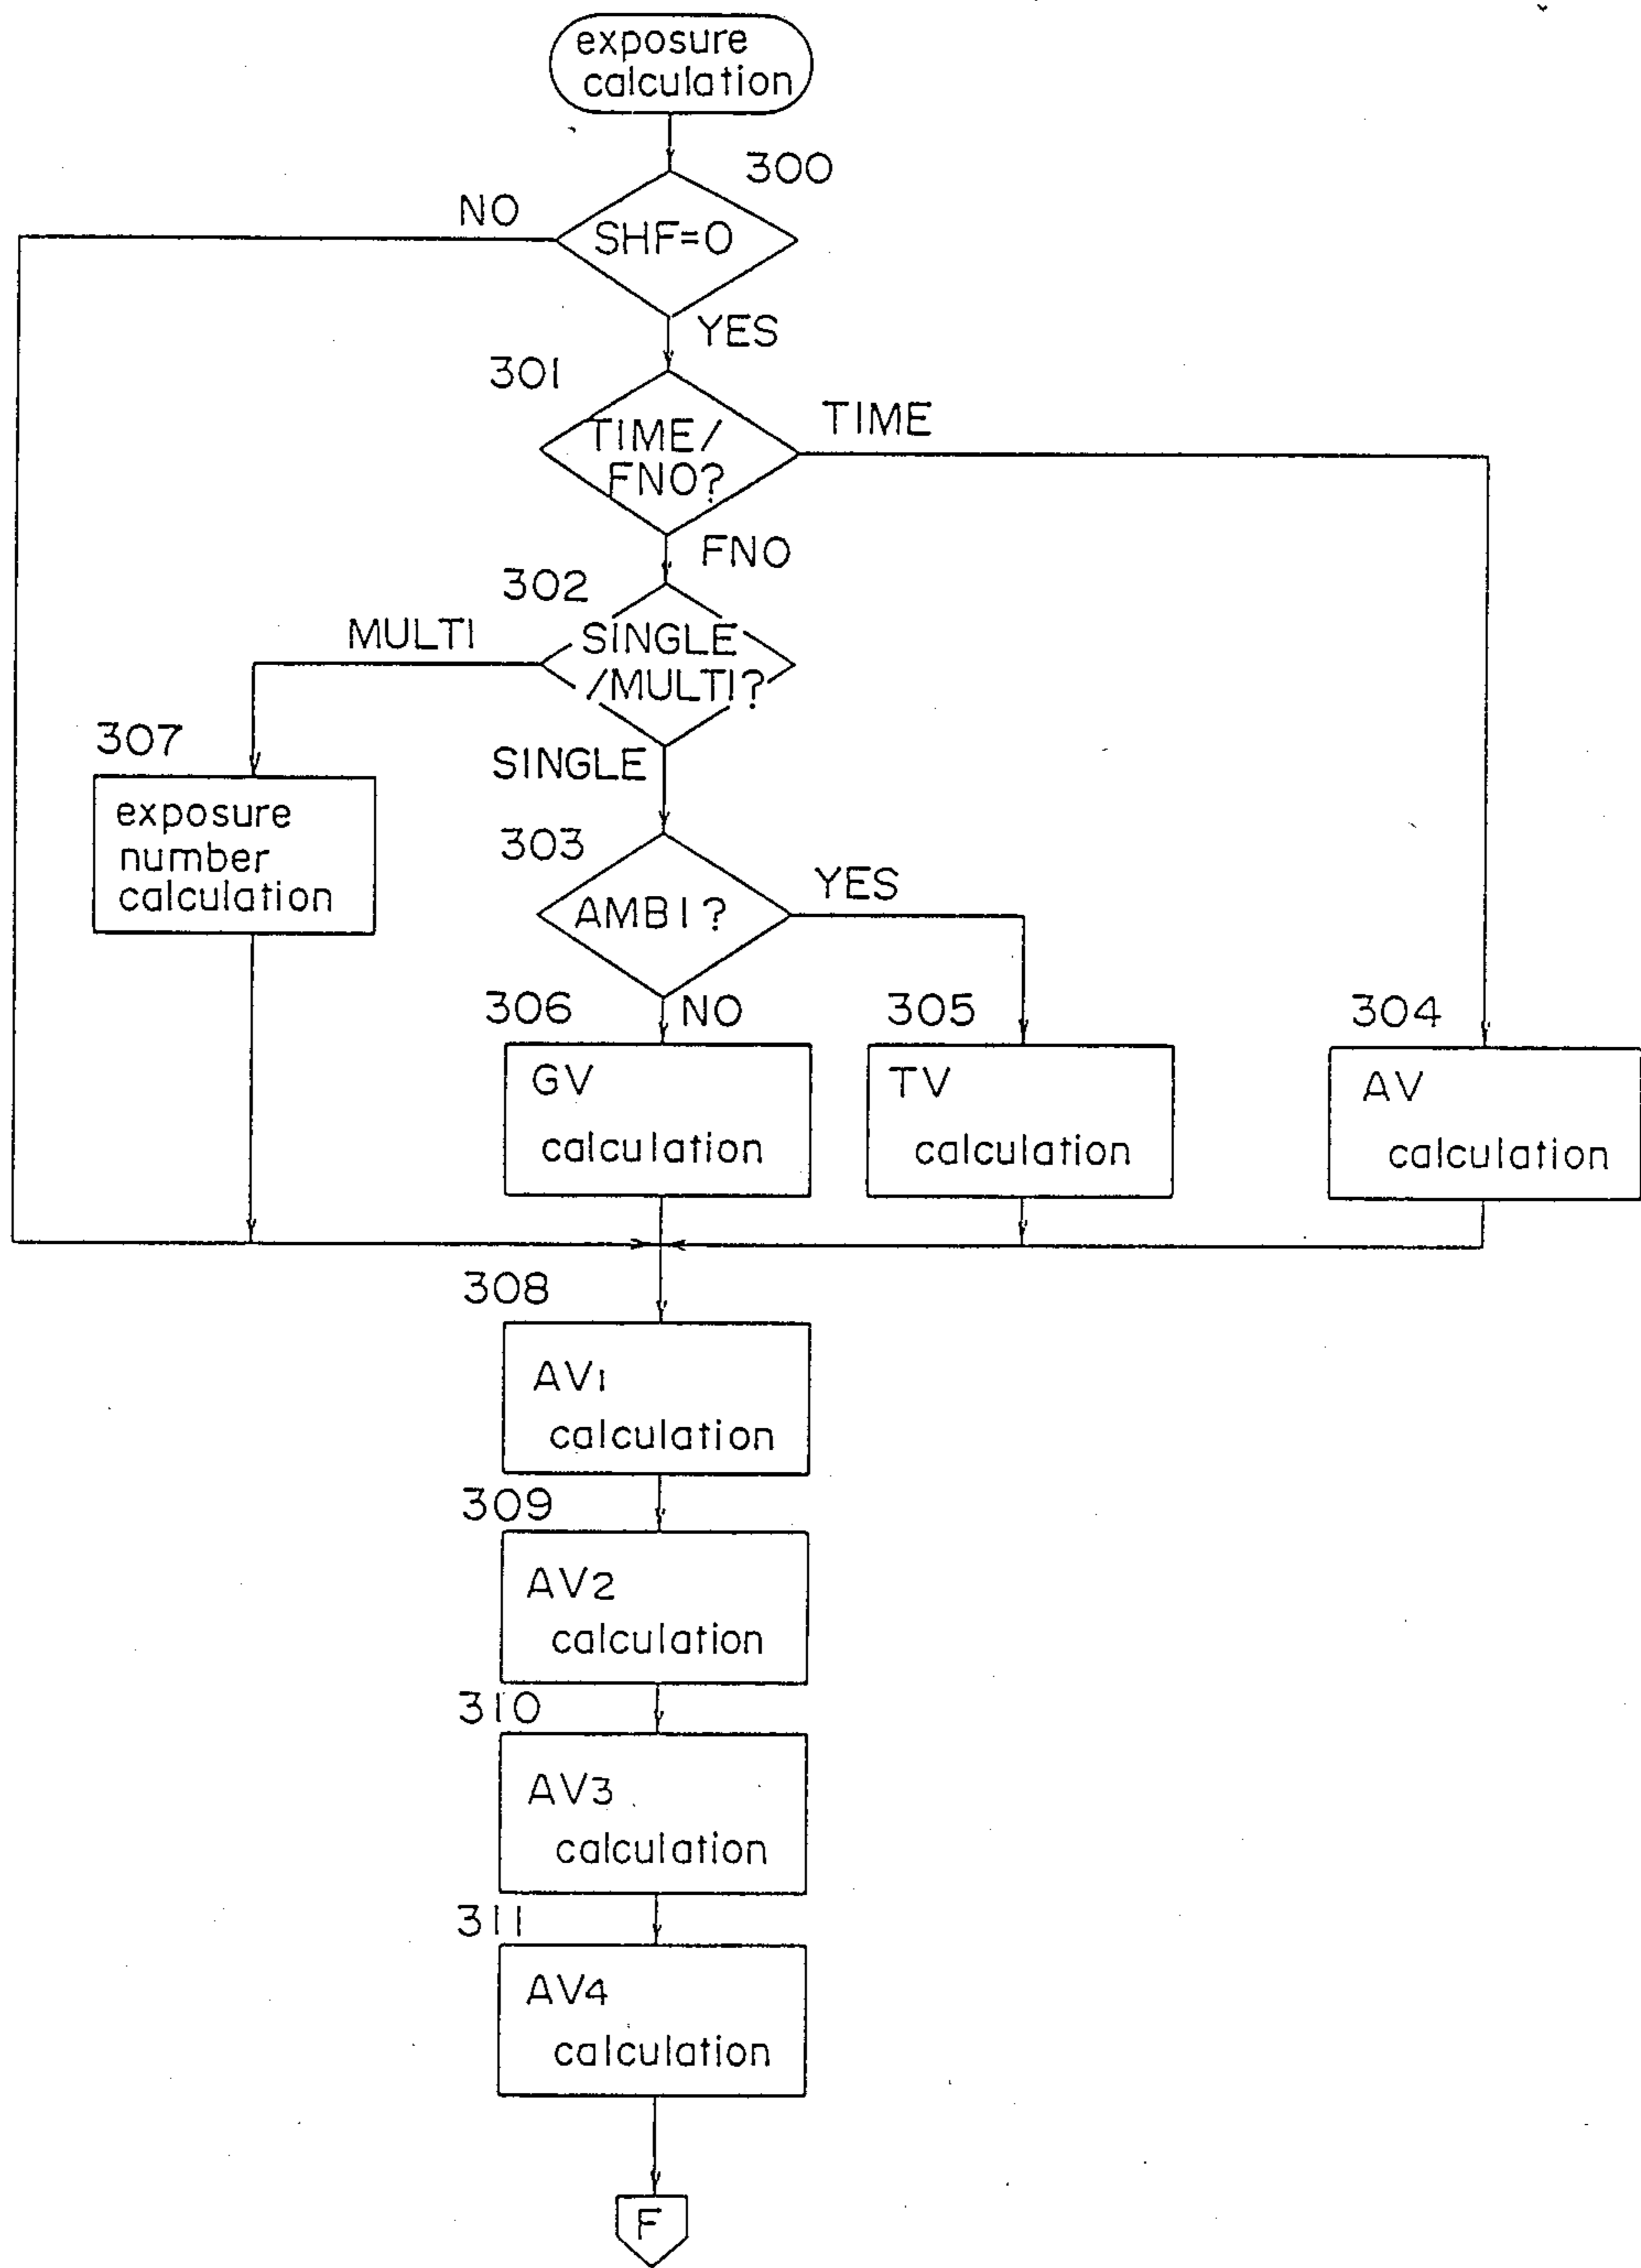 exposure
calculation
300
NO
SHF=0
YES
301
TIME/
FNO?
TIME
FNO
302
MULTI
SINGLE
/MULTI?
307
SINGLE
exposure
number
calculation
303
AMBI?
YES
306
NO
305
304
GV
calculation
TV
calculation
AV
calculation
308
AV1
calculation
309
AV2
calculation
310
AV3
calculation
311
AV4
calculation
F